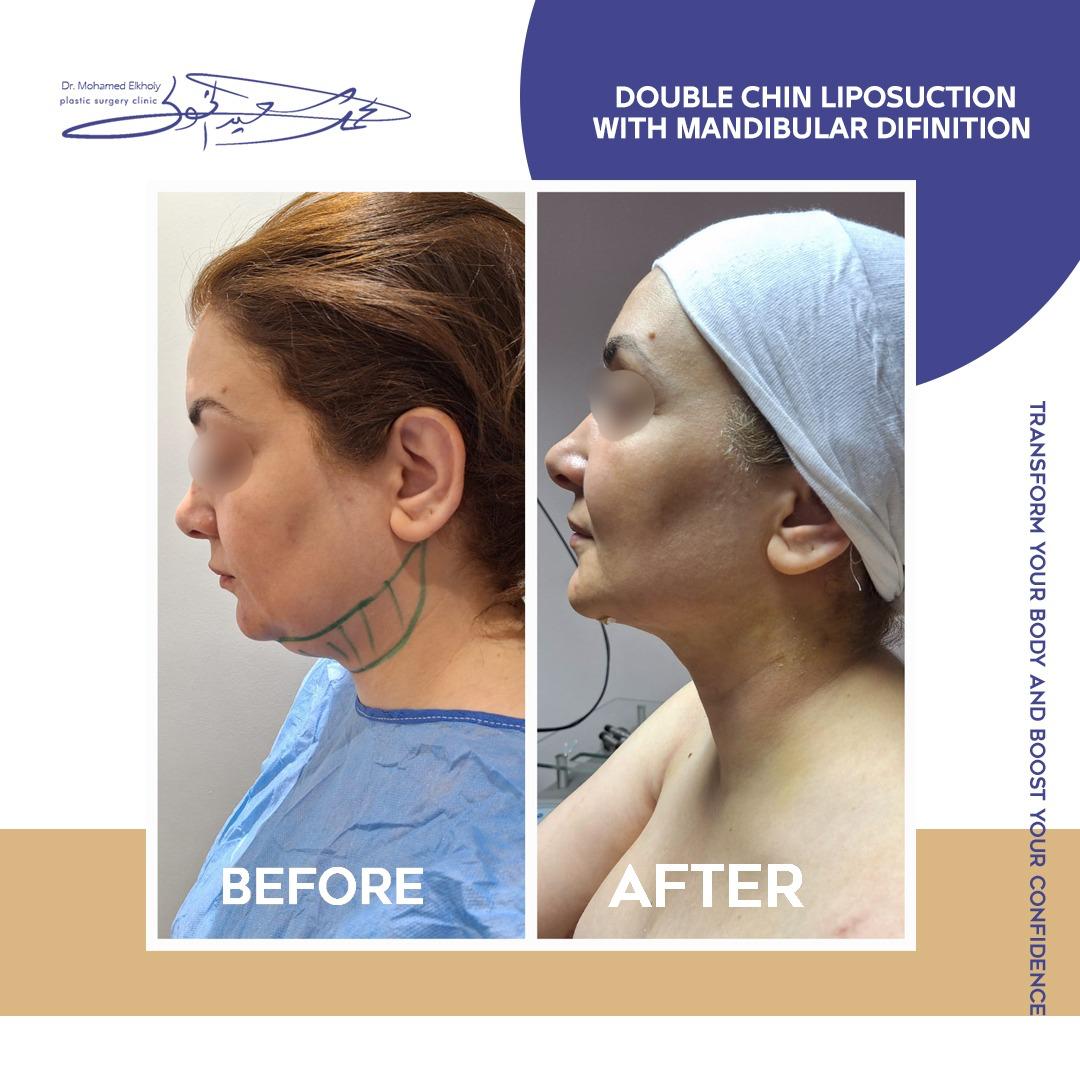 Dr. Mohamed Elkholy
plastic surgery clinic
DOUBLE CHIN LIPOSUCTION
WITH MANDIBULAR DIFINITION
BEFORE
AFTER
TRANSFORM YOUR BODY AND BOOST YOUR CONFIDENCE